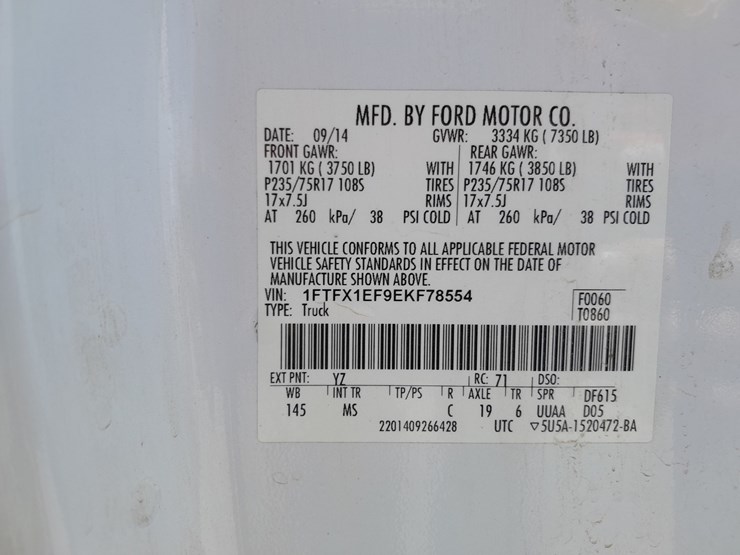 MFD. BY FORD MOTOR CO.
DATE: 09/14 GVWR: 3334 KG ( 7350 LB)
FRONT GAWR: REAR GAWR:
1701 KG ( 3750 LB) WITH 1746 KG ( 3850 LB) WITH
P235/75R17 108S TIRES P235/75R17 108S TIRES
17x7.5J RIMS 17x7.5J RIMS
AT 260 kPa/ 38 PSI COLD AT 260 kPa/ 38 PSI COLD
THIS VEHICLE CONFORMS TO ALL APPLICABLE FEDERAL MOTOR
VEHICLE SAFETY STANDARDS IN EFFECT ON THE DATE OF
MANUFACTURE SHOWN ABOVE.
VIN: 1FTFX1EF9EKF78554 F0060
TYPE: Truck T0860
EXT PNT: YZ RC: 71 DSO:
WB INT TR TP/PS R AXLE TR SPR DF615
145 MS C 19 6 UUAA D05
2201409266428 UTC ▽5U5A-1520472-BA